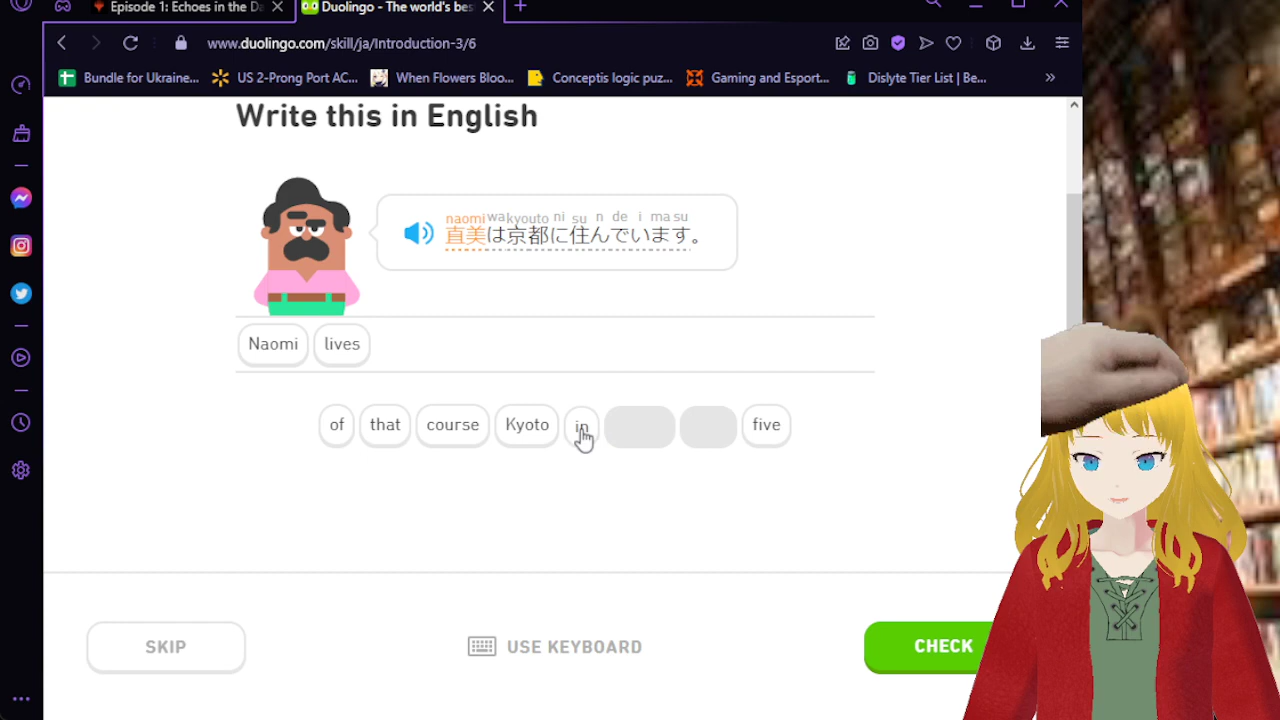 Episode 1: Echoes in the Da
Duolingo - The world's bes
www.duolingo.com/skill/ja/Introduction-3/6
Bundle for Ukraine...
US 2-Prong Port AC...
When Flowers Bloo...
Conceptis logic puz...
Gaming and Esport...
Dislyte Tier List | Be...
Write this in English
naomi wa kyouto ni su n de i ma su
直美は京都に住んでいます。
Naomi lives
of that course Kyoto in five
SKIP
USE KEYBOARD
CHECK